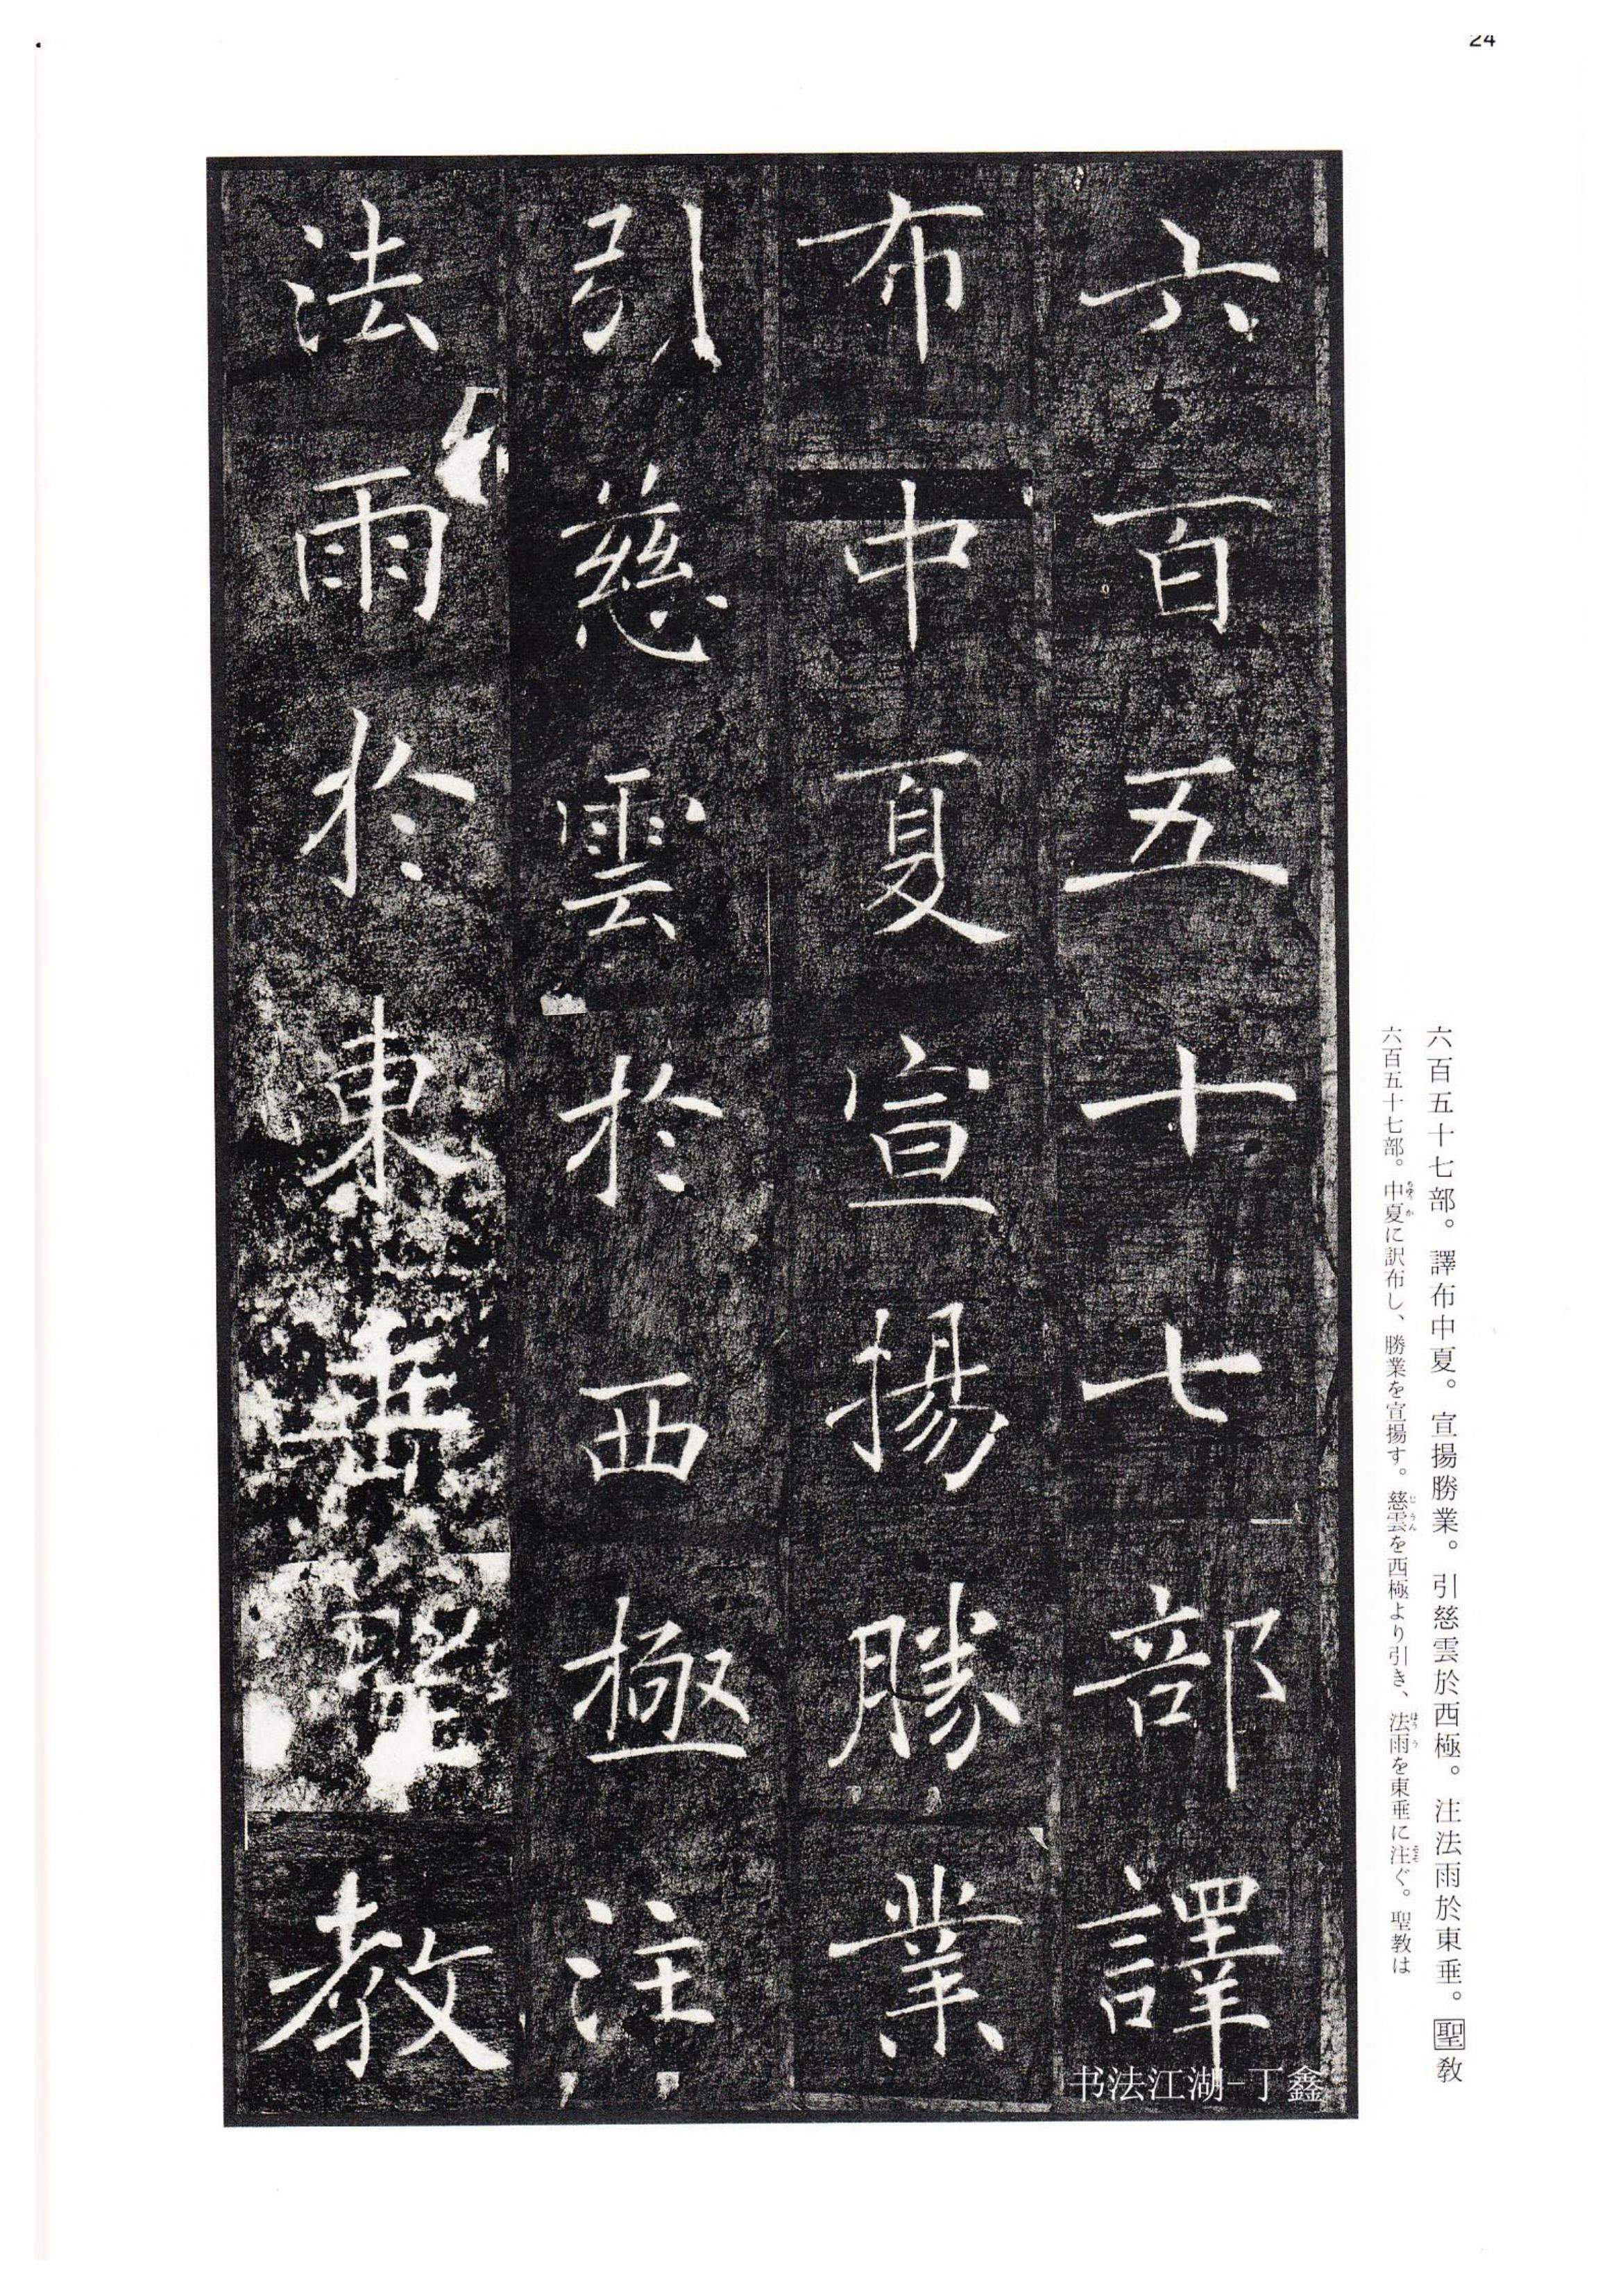 24
六百五十七部。譯布中夏。宣揚勝業。引慈雲於西極。注法雨於東垂。聖教
六百五十七部。中夏に訳布し、勝業を宣揚す。慈雲を西極より引き、法雨を東垂に注ぐ。聖教は
六百五十七部譯
布中夏宣揚勝業
引慈雲於西極注
法雨於東垂聖教
书法江湖-丁鑫